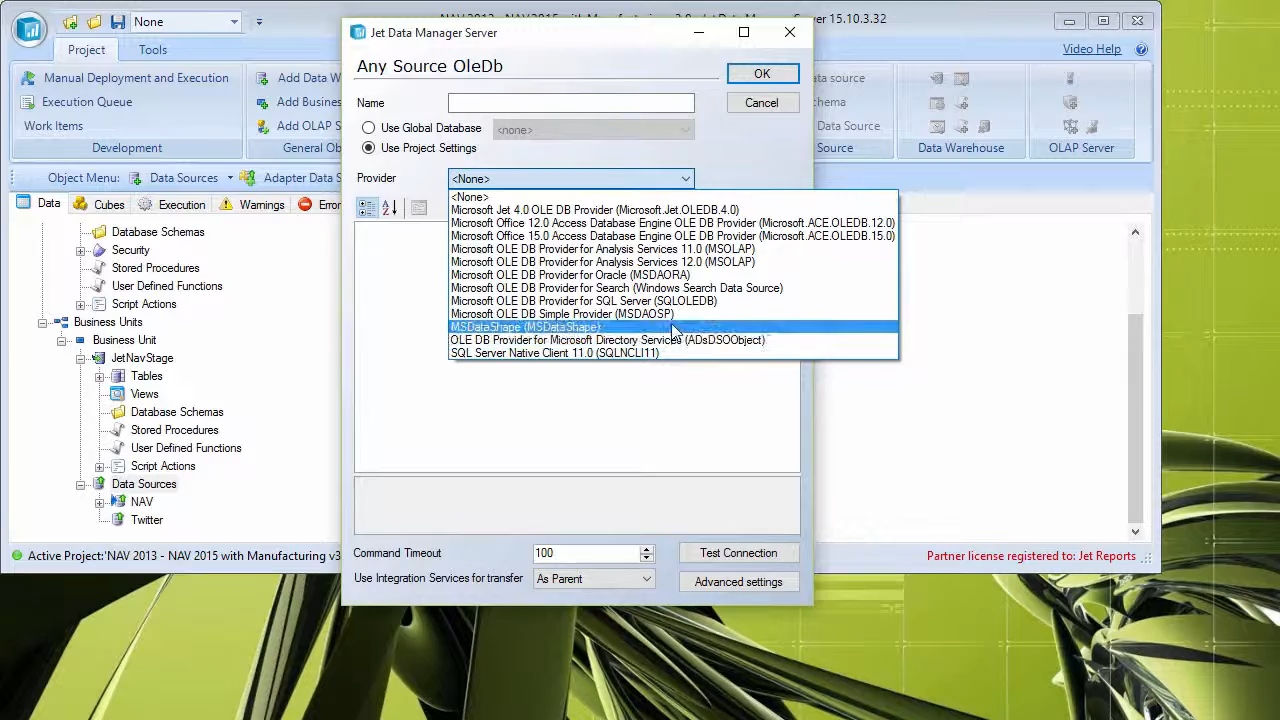 None
NAV 2013 - NAV 2015 with Manufacturing
Server 15.10.3.32
Project
Tools
Video Help
Manual Deployment and Execution
Execution Queue
Work Items
Development
Add Data W
Add Busines
Add OLAP S
General Ob
Data source
Data Source
Source
Data Warehouse
OLAP Server
Object Menu:
Data Sources
Adapter Data S
Data
Cubes
Execution
Warnings
Error
Database Schemas
Security
Stored Procedures
User Defined Functions
Script Actions
Business Units
Business Unit
JetNavStage
Tables
Views
Database Schemas
Stored Procedures
User Defined Functions
Script Actions
Data Sources
NAV
Twitter
Active Project:'NAV 2013 - NAV 2015 with Manufacturing v3
Partner license registered to: Jet Reports
Jet Data Manager Server
Any Source OleDb
OK
Name
Cancel
Use Global Database
<none>
Use Project Settings
Provider
<None>
<None>
Microsoft Jet 4.0 OLE DB Provider (Microsoft.Jet.OLEDB.4.0)
Microsoft Office 12.0 Access Database Engine OLE DB Provider (Microsoft.ACE.OLEDB.12.0)
Microsoft Office 15.0 Access Database Engine OLE DB Provider (Microsoft.ACE.OLEDB.15.0)
Microsoft OLE DB Provider for Analysis Services 11.0 (MSOLAP)
Microsoft OLE DB Provider for Analysis Services 12.0 (MSOLAP)
Microsoft OLE DB Provider for Oracle (MSDAORA)
Microsoft OLE DB Provider for Search (Windows Search Data Source)
Microsoft OLE DB Provider for SQL Server (SQLOLEDB)
Microsoft OLE DB Simple Provider (MSDAOSP)
MSDataShape (MSDataShape)
OLE DB Provider for Microsoft Directory Services (ADsDSOObject)
SQL Server Native Client 11.0 (SQLNCLI11)
Command Timeout
100
Test Connection
Use Integration Services for transfer
As Parent
Advanced settings